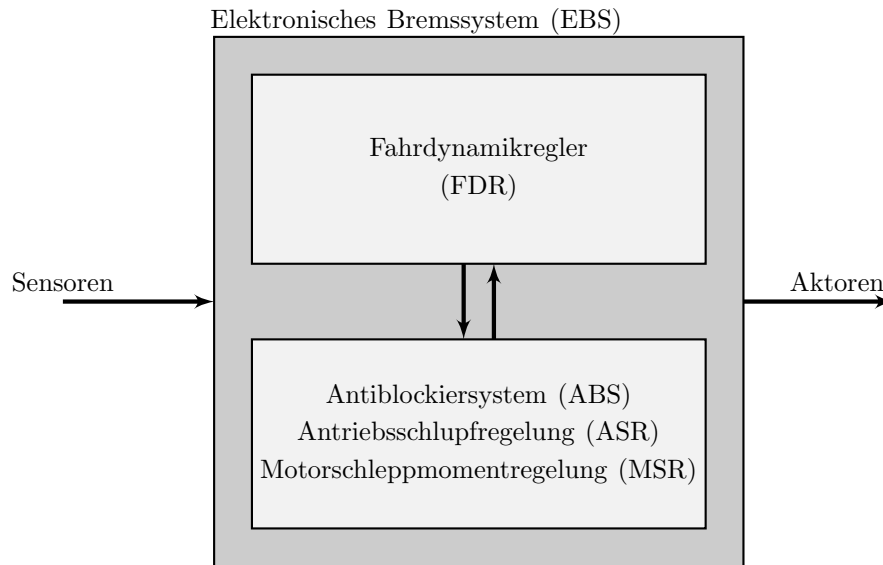 Elektronisches Bremssystem (EBS)
Fahrdynamikregler
(FDR)
Sensoren
Aktoren
Antiblockiersystem (ABS)
Antriebsschlupfregelung (ASR)
Motorschleppmomentregelung (MSR)